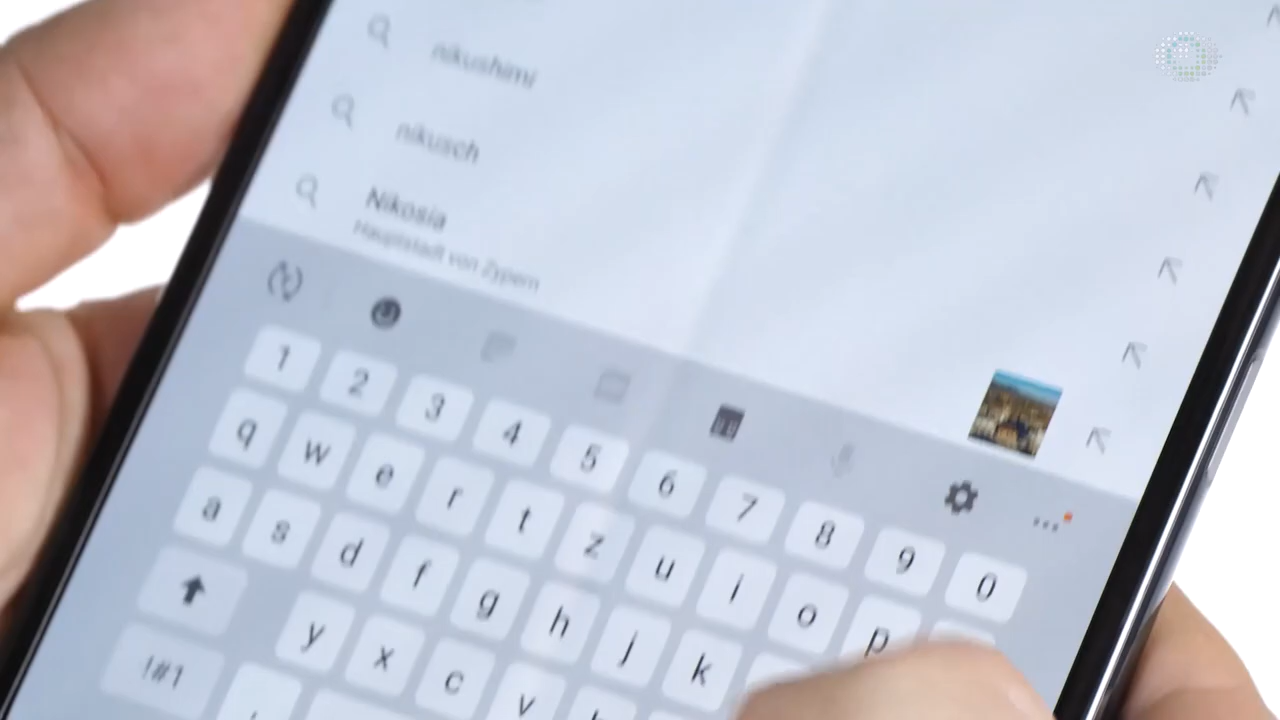 nikushimi
nikusch
Nikosia
Hauptstadt von Zypern
1 2 3 4 5 6 7 8 9 0
q w e r t z u i o p
a s d f g h j k
y x c v
!#1